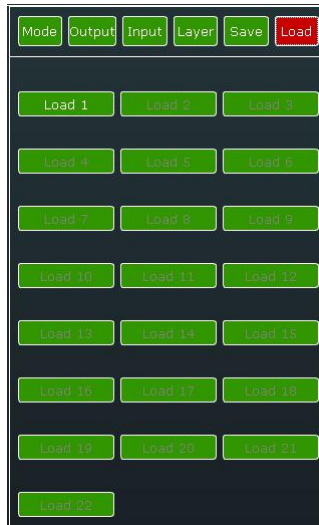 Mode Output Input Layer Save Load
Load 1 Load 2 Load 3
Load 4 Load 5 Load 6
Load 7 Load 8 Load 9
Load 10 Load 11 Load 12
Load 13 Load 14 Load 15
Load 16 Load 17 Load 18
Load 19 Load 20 Load 21
Load 22